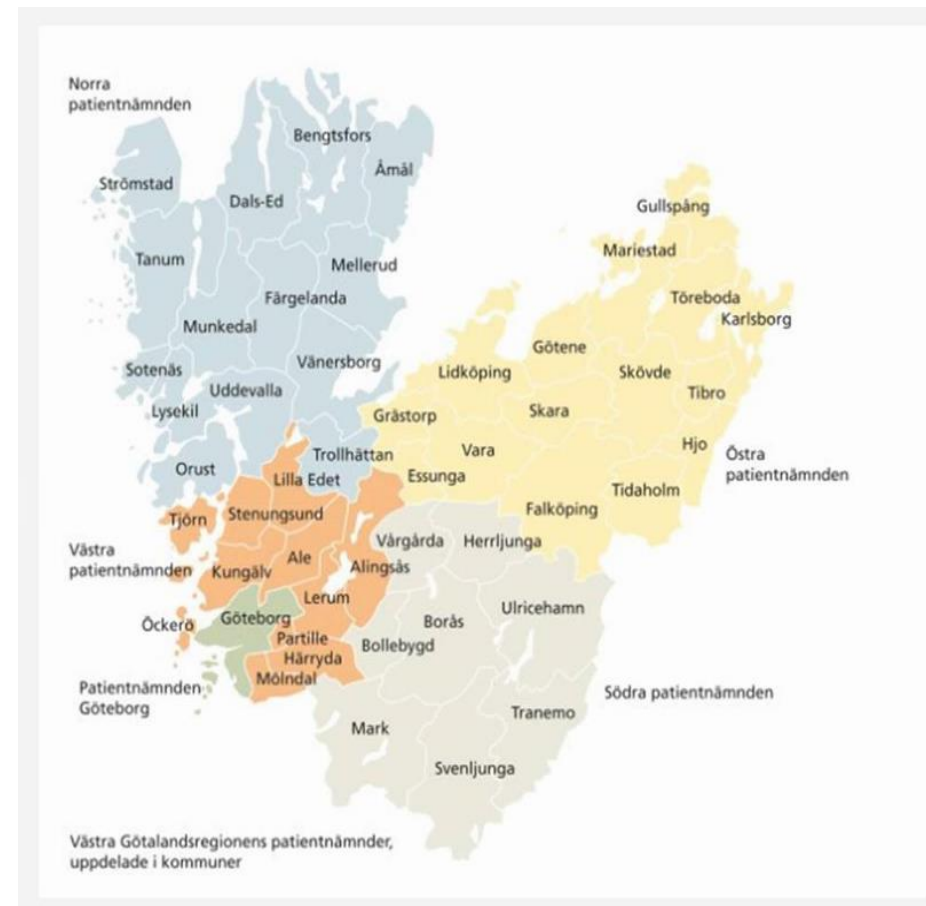 Norra
patientnämnden
Bengtsfors
Åmål
Strömstad
Dals-Ed
Gullspång
Tanum
Mellerud
Mariestad
Färgelanda
Töreboda
Munkedal
Karlsborg
Götene
Sotenäs
Vänersborg
Lidköping
Skövde
Uddevalla
Tibro
Lysekil
Grästorp
Skara
Hjo
Trollhättan
Vara
Östra
patientnämnden
Orust
Lilla Edet
Essunga
Tidaholm
Falköping
Tjörn
Stenungsund
Vårgårda
Herrljunga
Västra
patientnämnden
Kungälv
Ale
Alingsås
Lerum
Ulricehamn
Öckerö
Göteborg
Borås
Partille
Bollebygd
Härryda
Mölndal
Patientnämnden
Göteborg
Södra patientnämnden
Tranemo
Mark
Svenljunga
Västra Götalandsregionens patientnämnder,
uppdelade i kommuner